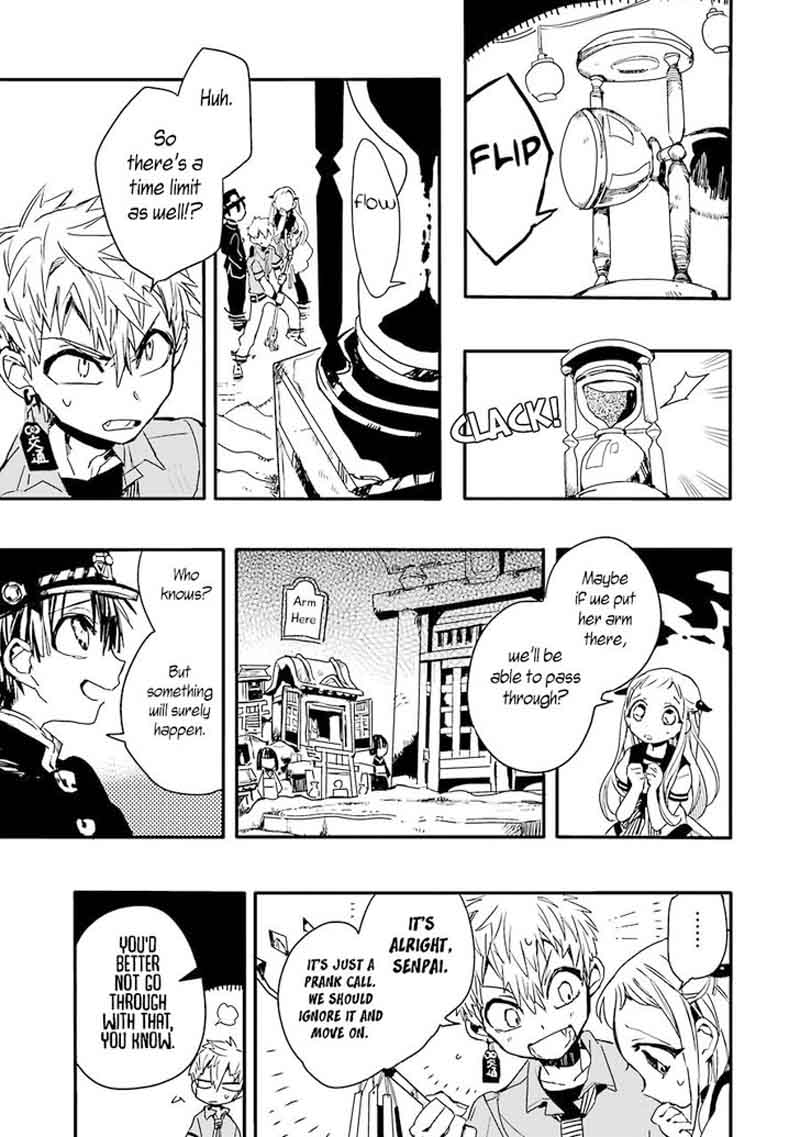 FLIP
CLACK!
flow
Huh.
So
there's a
time limit
as well!?
交通
Maybe
if we put
her arm
there,
we'll be
able to pass
through?
Arm
Here
Who
knows?
But
something
will surely
happen.
.......
IT'S
ALRIGHT,
SENPAI.
IT'S JUST A
PRANK CALL.
WE SHOULD
IGNORE IT AND
MOVE ON.
YOU'D
BETTER
NOT GO
THROUGH
WITH THAT,
YOU KNOW.